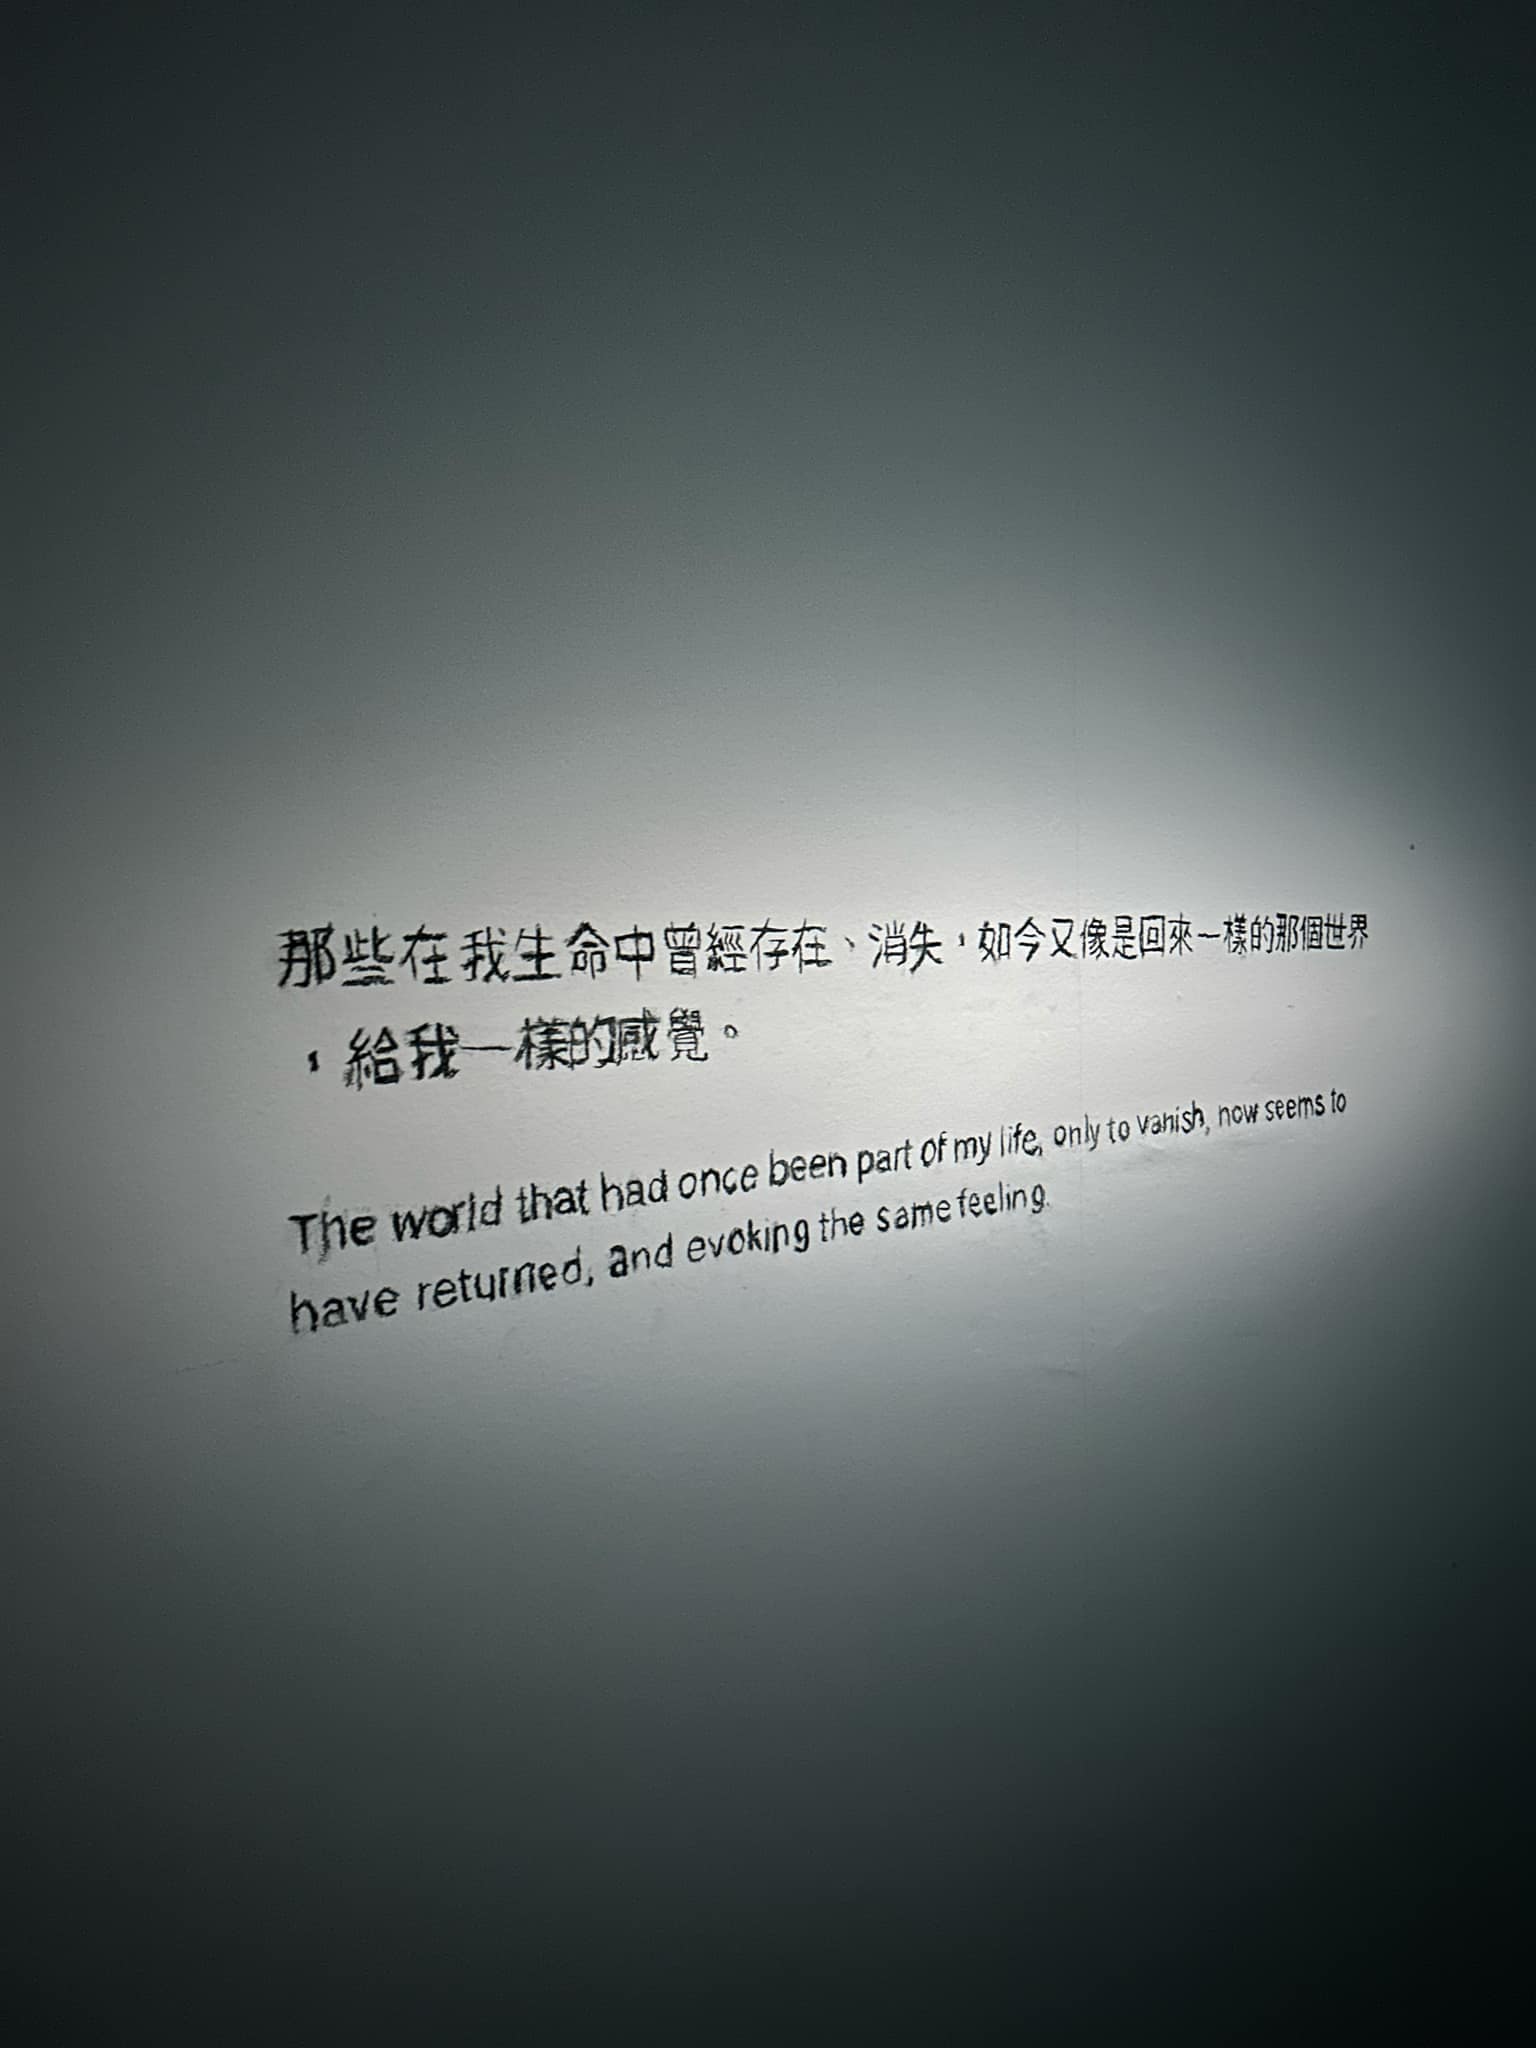 那些在我生命中曾經存在、消失，如今又像是回來一樣的那個世界
，給我一樣的感覺。
The world that had once been part of my life, only to vanish, now seems to
have returned, and evoking the same feeling.